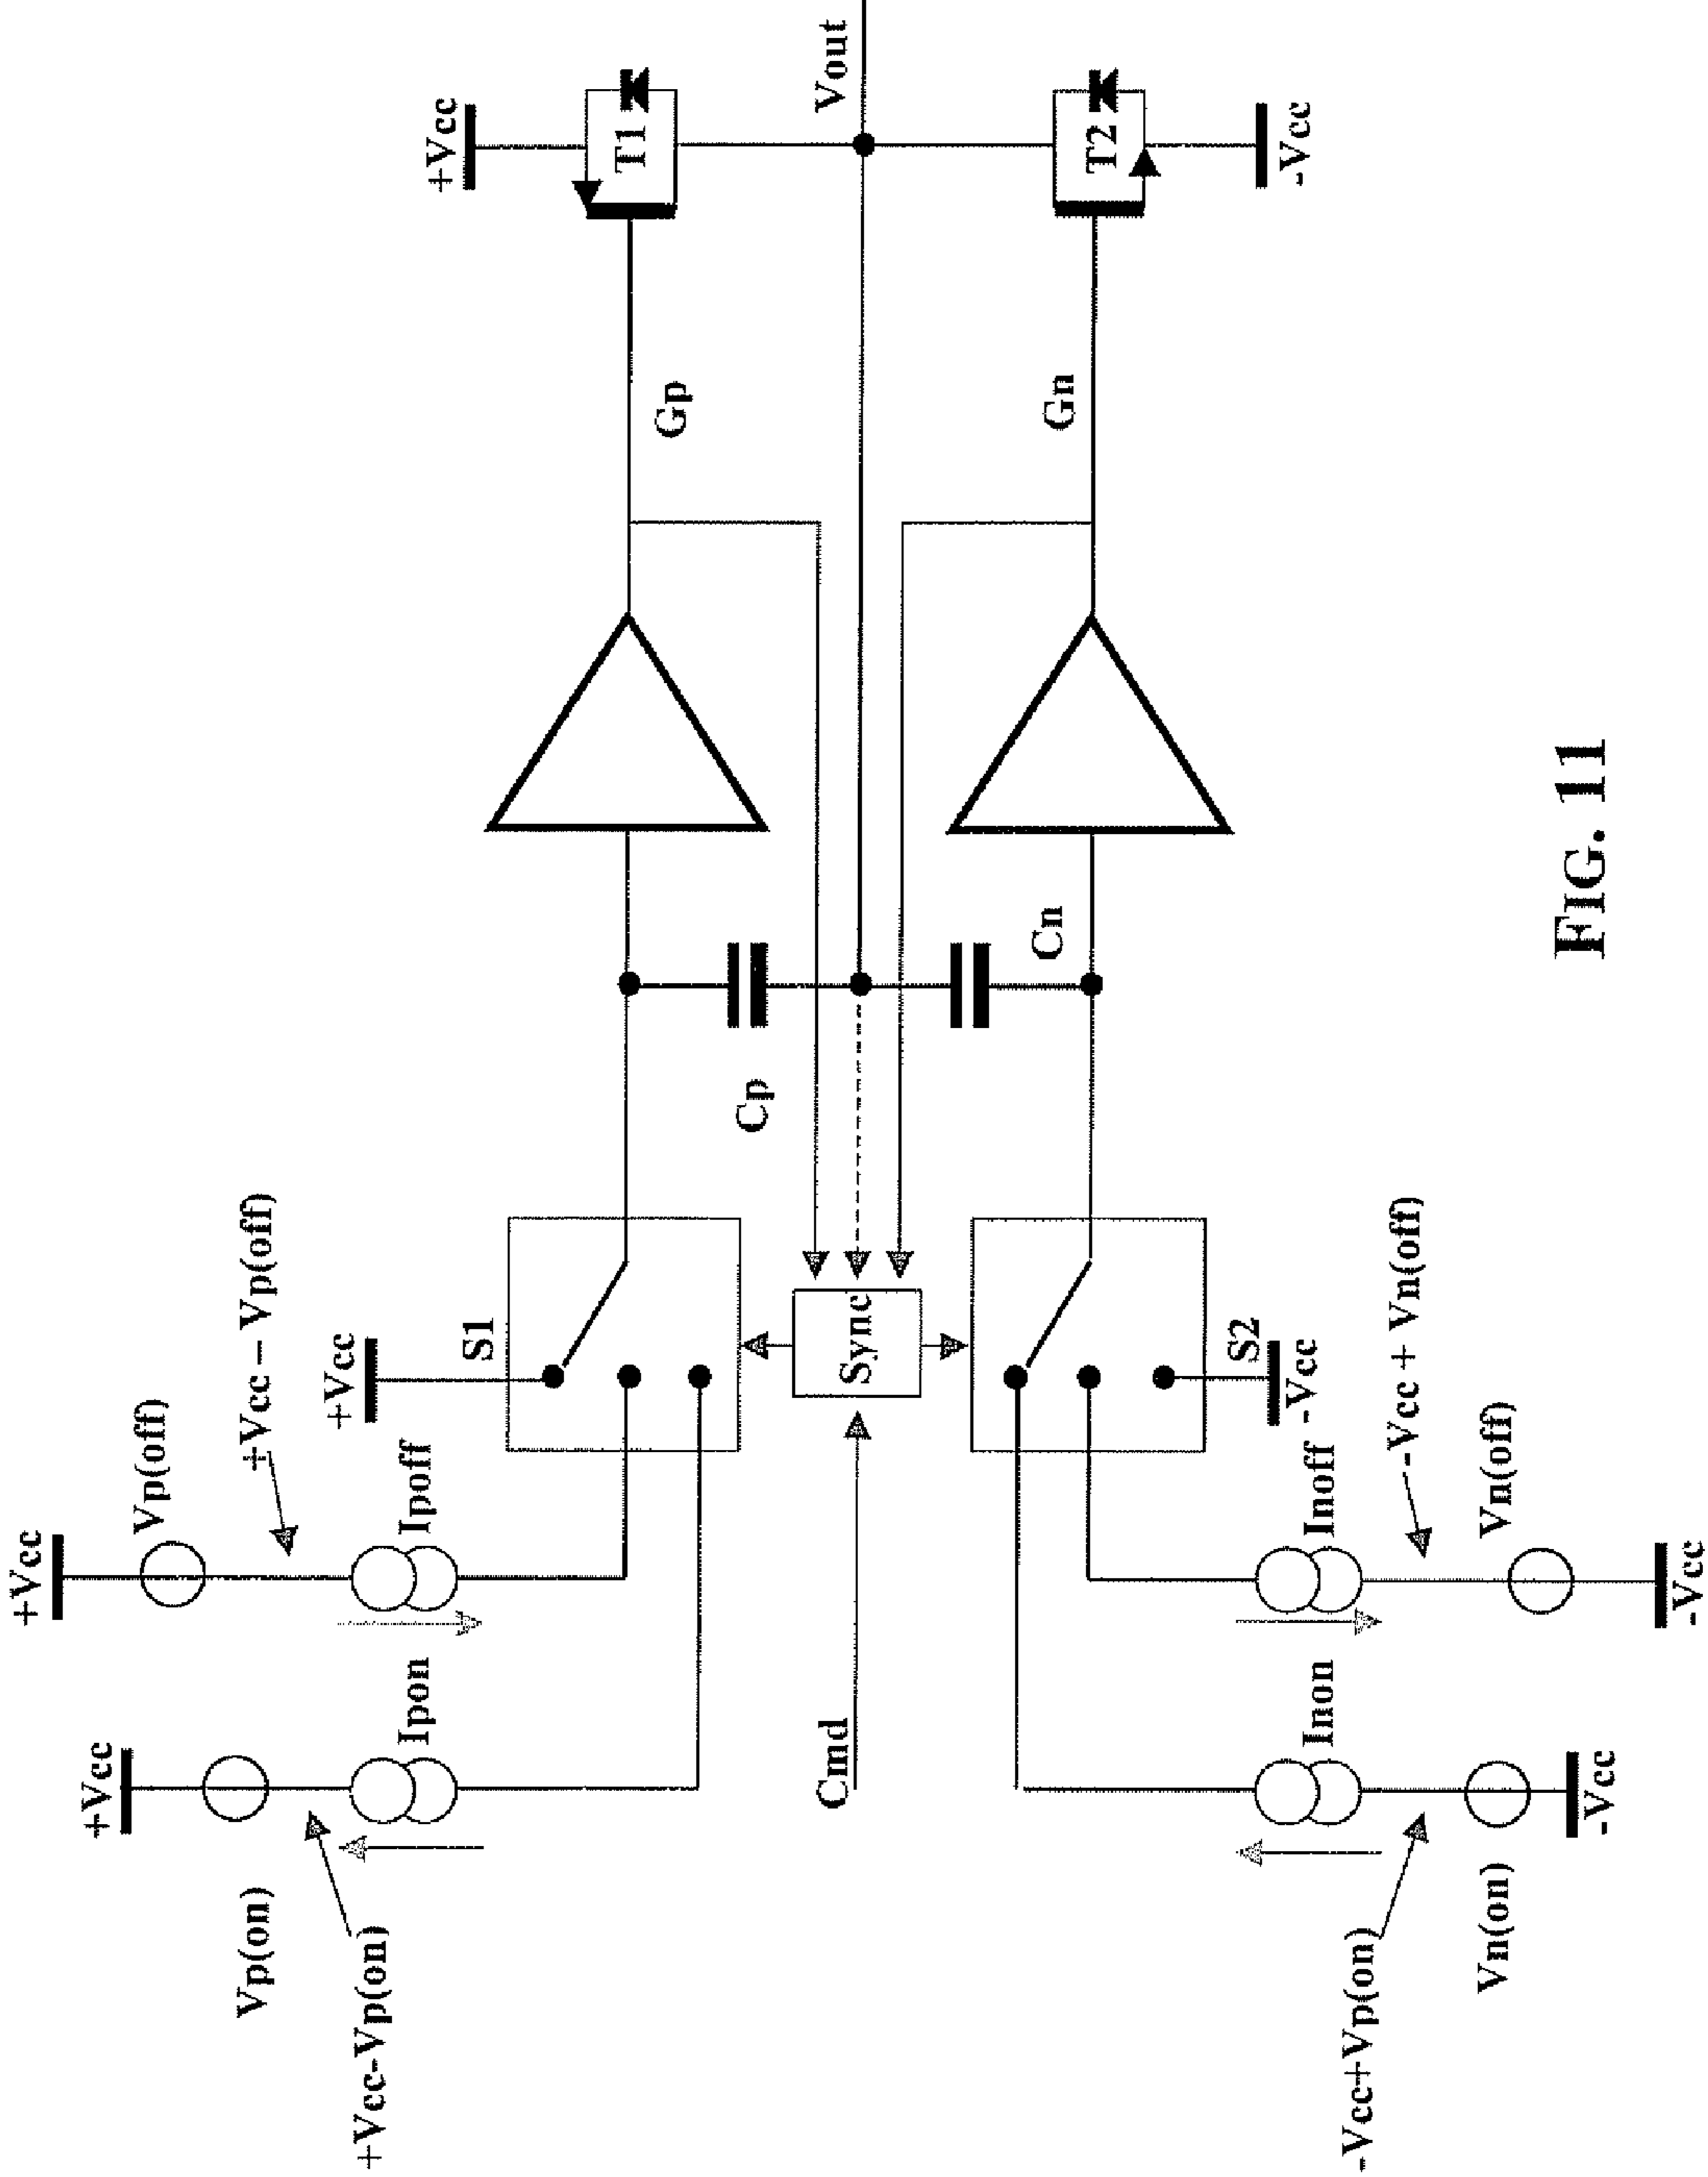 +Vcc
Vp(off)
+Vcc – Vp(off)
+Vcc
Vp(on)
+Vcc-Vp(on)
Ipon
Ipoff
+Vcc
S1
Cp
Gp
+Vcc
T1
Vout
Cmd
Sync
Cn
Gn
T2
-Vcc
S2
-Vcc
Inon
Inoff
-Vcc+Vp(on)
-Vcc + Vn(off)
Vn(on)
Vn(off)
-Vcc
-Vcc
FIG. 11